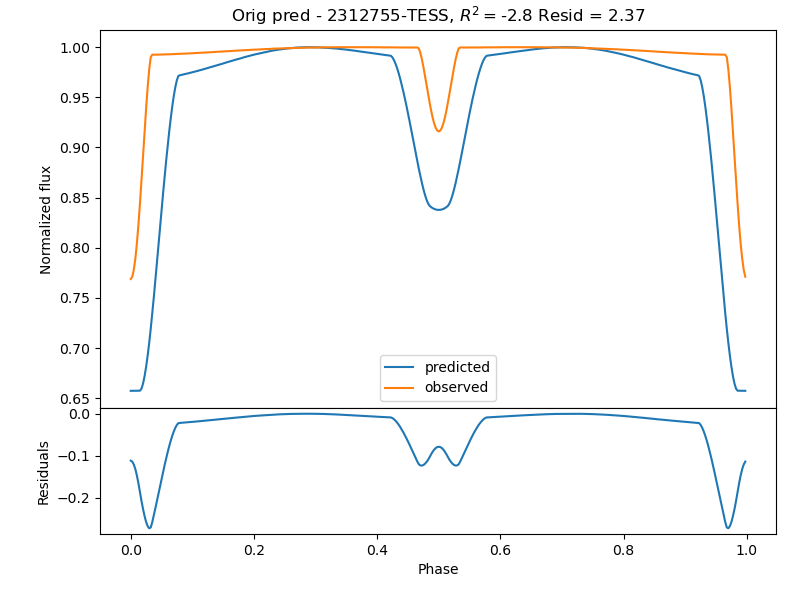 Orig pred - 2312755-TESS, R² = -2.8 Resid = 2.37
Normalized flux
1.00
0.95
0.90
0.85
0.80
0.75
0.70
0.65
predicted
observed
Residuals
0.0
−0.1
−0.2
0.0 0.2 0.4 0.6 0.8 1.0
Phase